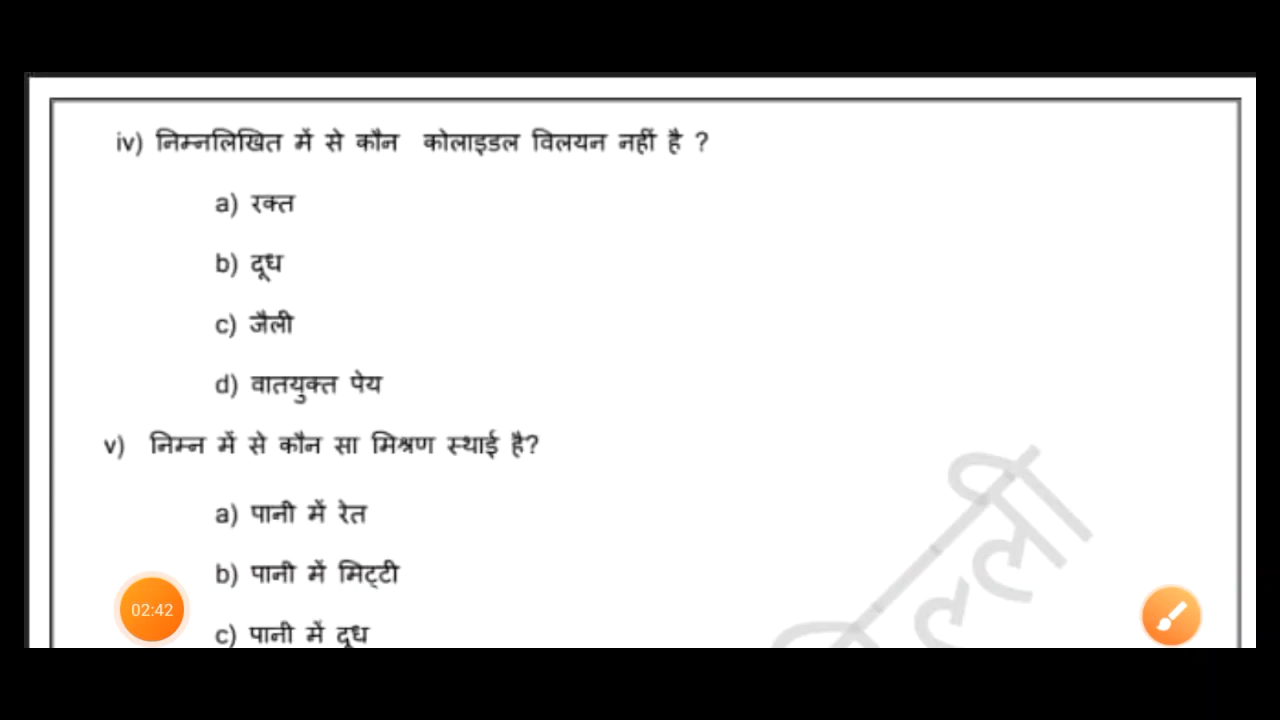 iv) निम्नलिखित में से कौन कोलाइडल विलयन नहीं है ?
a) रक्त
b) दूध
c) जैली
d) वातयुक्त पेय
v) निम्न में से कौन सा मिश्रण स्थाई है?
a) पानी में रेत
b) पानी में मिट्टी
c) पानी में दूध
02:42